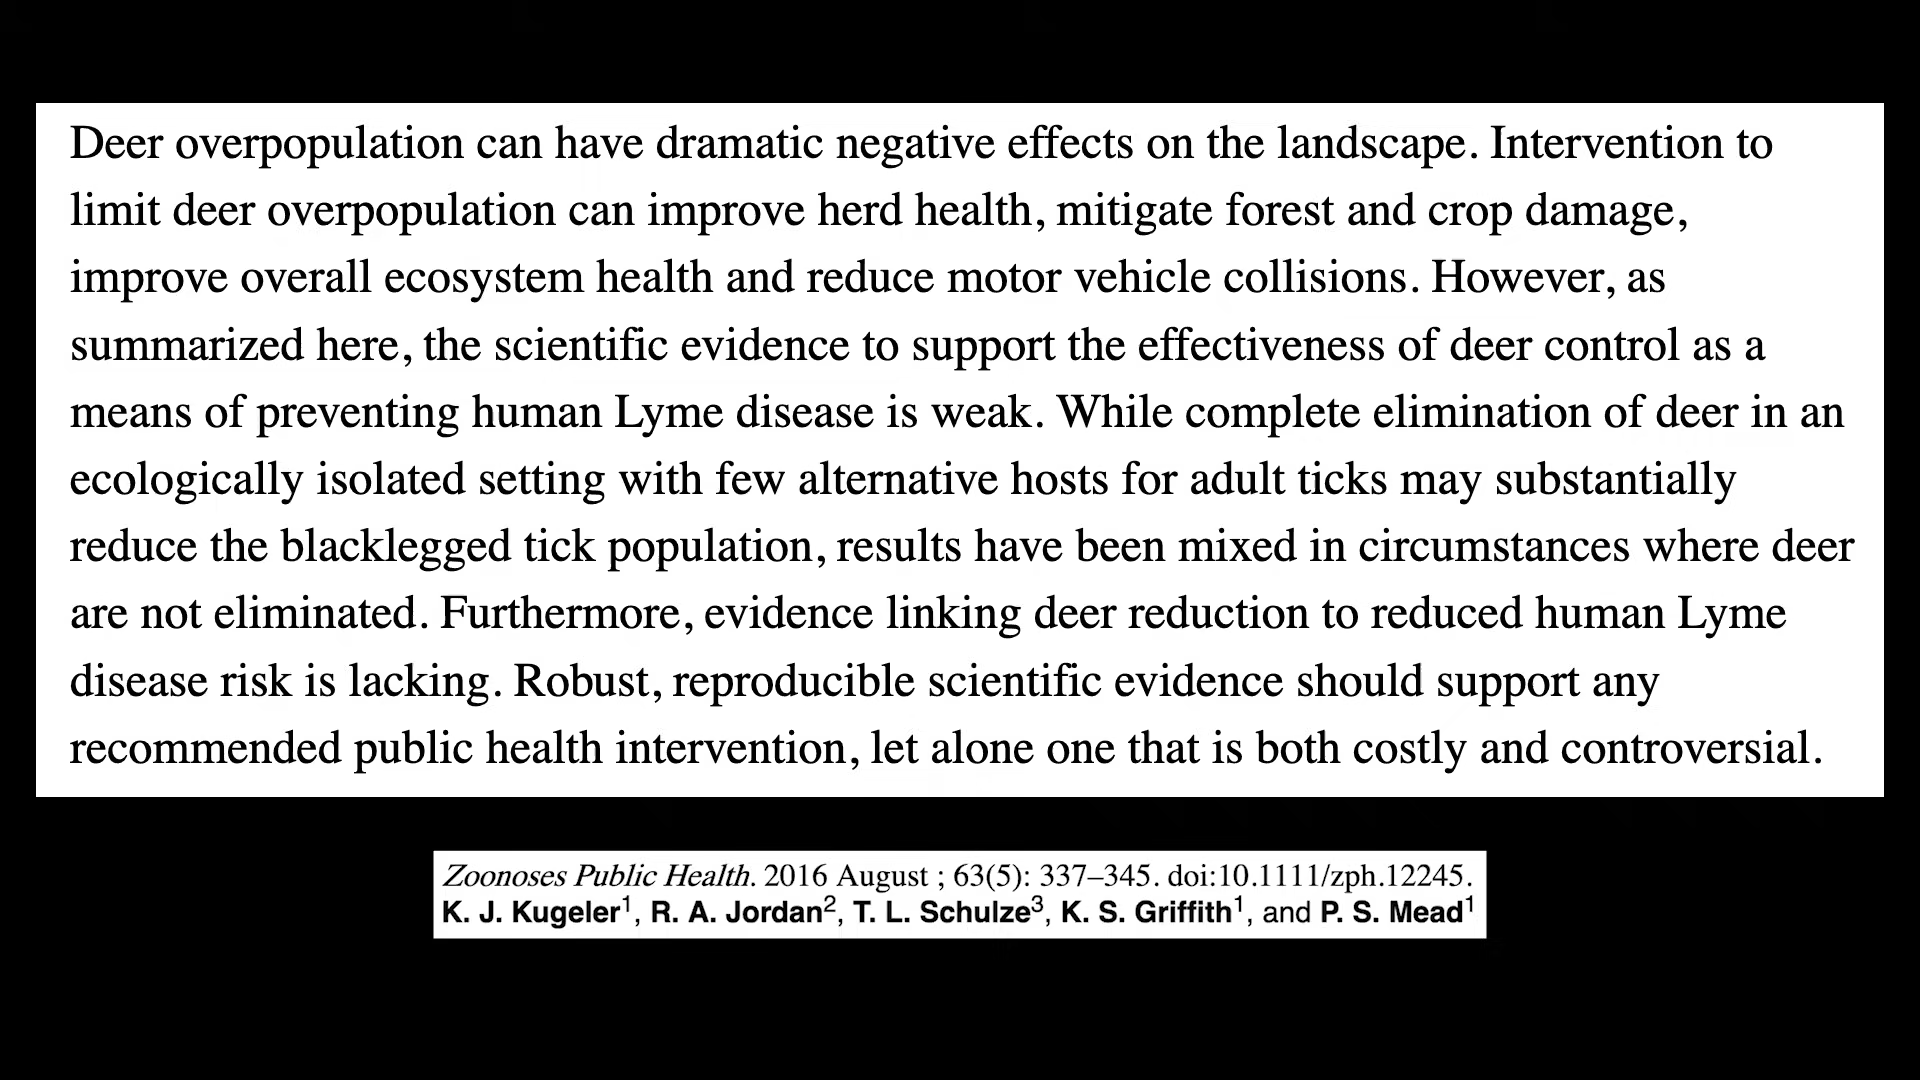 Deer overpopulation can have dramatic negative effects on the landscape. Intervention to
limit deer overpopulation can improve herd health, mitigate forest and crop damage,
improve overall ecosystem health and reduce motor vehicle collisions. However, as
summarized here, the scientific evidence to support the effectiveness of deer control as a
means of preventing human Lyme disease is weak. While complete elimination of deer in an
ecologically isolated setting with few alternative hosts for adult ticks may substantially
reduce the blacklegged tick population, results have been mixed in circumstances where deer
are not eliminated. Furthermore, evidence linking deer reduction to reduced human Lyme
disease risk is lacking. Robust, reproducible scientific evidence should support any
recommended public health intervention, let alone one that is both costly and controversial.
Zoonoses Public Health. 2016 August ; 63(5): 337–345. doi:10.1111/zph.12245.
K. J. Kugeler¹, R. A. Jordan², T. L. Schulze³, K. S. Griffith¹, and P. S. Mead¹